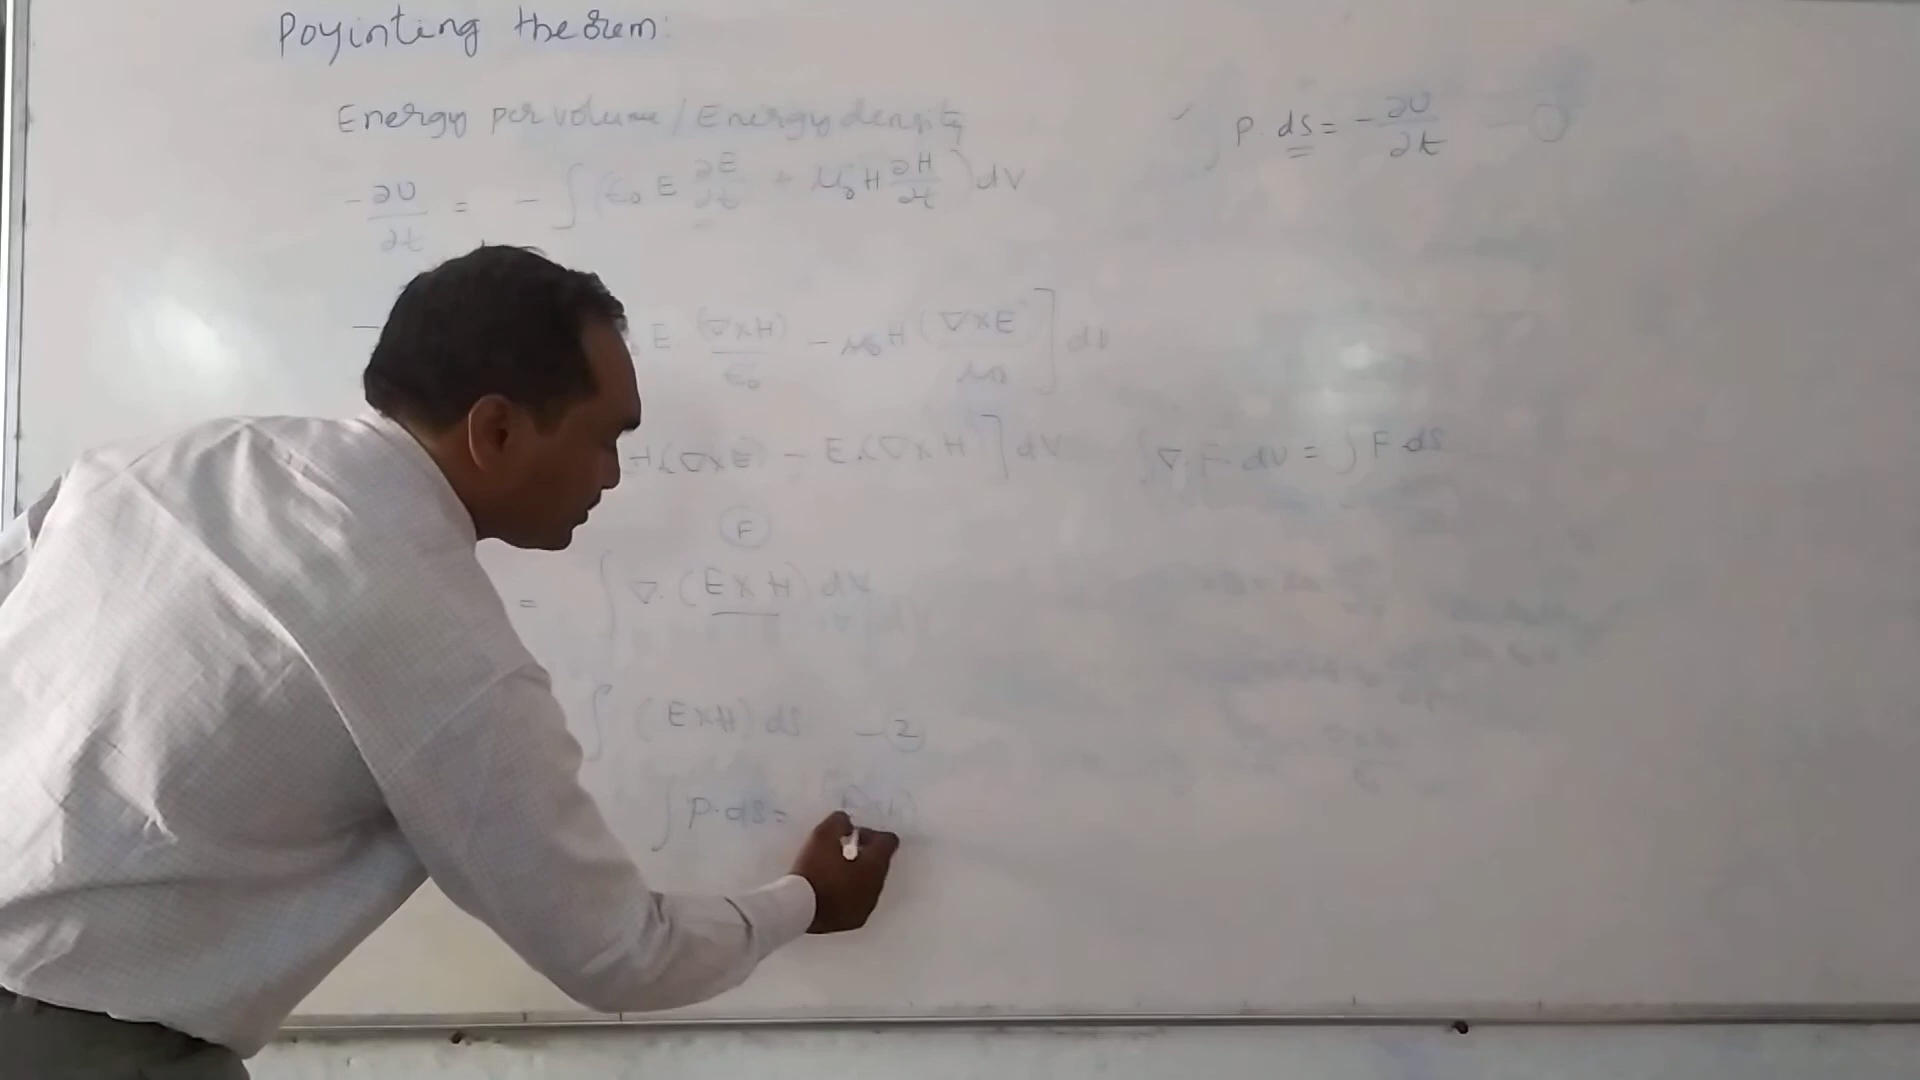 Poyinting theorem:
Energy per volume / Energy density
-∂U/∂t = - ∫ (ε₀ E ∂E/∂t + μ₀ H ∂H/∂t) dV
E (∇×H)/ε₀ - μ₀ H (∇×E)/μ₀ ] dV
H(∇×E) - E.(∇×H ] dV
F
= ∫ ∇. (E×H) dV
∫ (E×H) ds -②
∫ P.ds =
∫ P. ds = -∂U/∂t -①
∫ ∇. F. dv = ∫ F ds